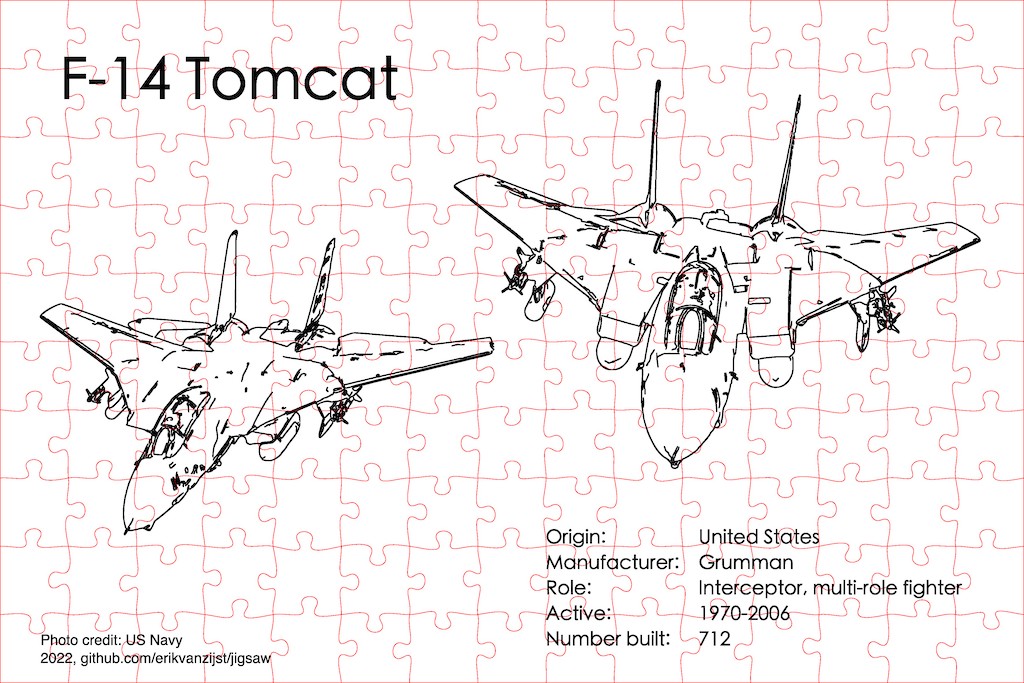 F-14 Tomcat
Origin: United States
Manufacturer: Grumman
Role: Interceptor, multi-role fighter
Active: 1970-2006
Number built: 712
Photo credit: US Navy
2022, github.com/erikvanzijst/jigsaw